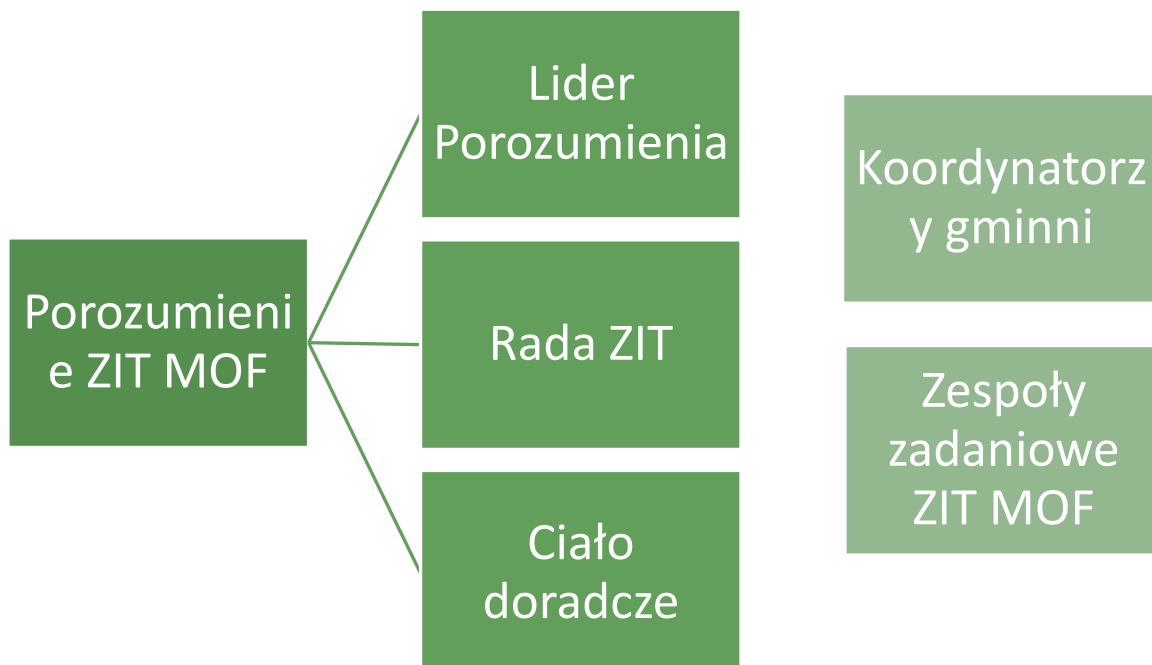 Porozumieni
e ZIT MOF
Lider
Porozumienia
Rada ZIT
Ciało
doradcze
Koordynatorz
y gminni
Zespoły
zadaniowe
ZIT MOF